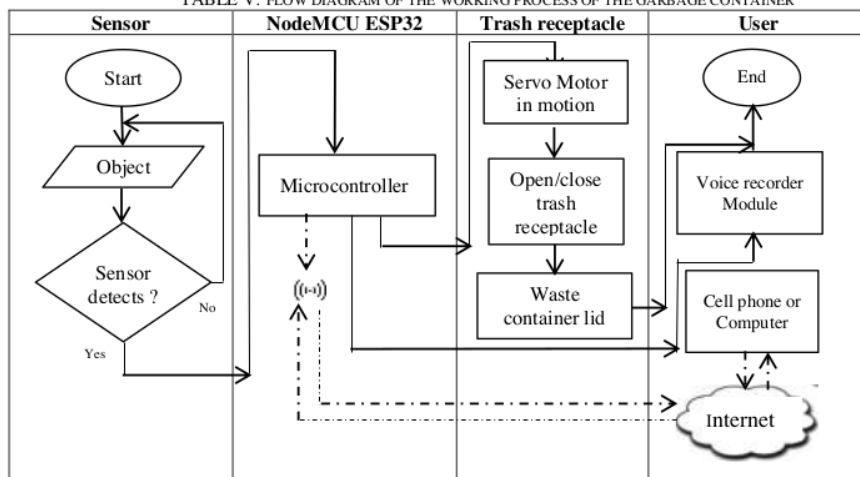 TABLE V. FLOW DIAGRAM OF THE WORKING PROCESS OF THE GARBAGE CONTAINER
Sensor
NodeMCU ESP32
Trash receptacle
User
Start
Object
Sensor
detects ?
No
Yes
Microcontroller
((•))
Servo Motor
in motion
Open/close
trash
receptacle
Waste
container lid
End
Voice recorder
Module
Cell phone or
Computer
Internet